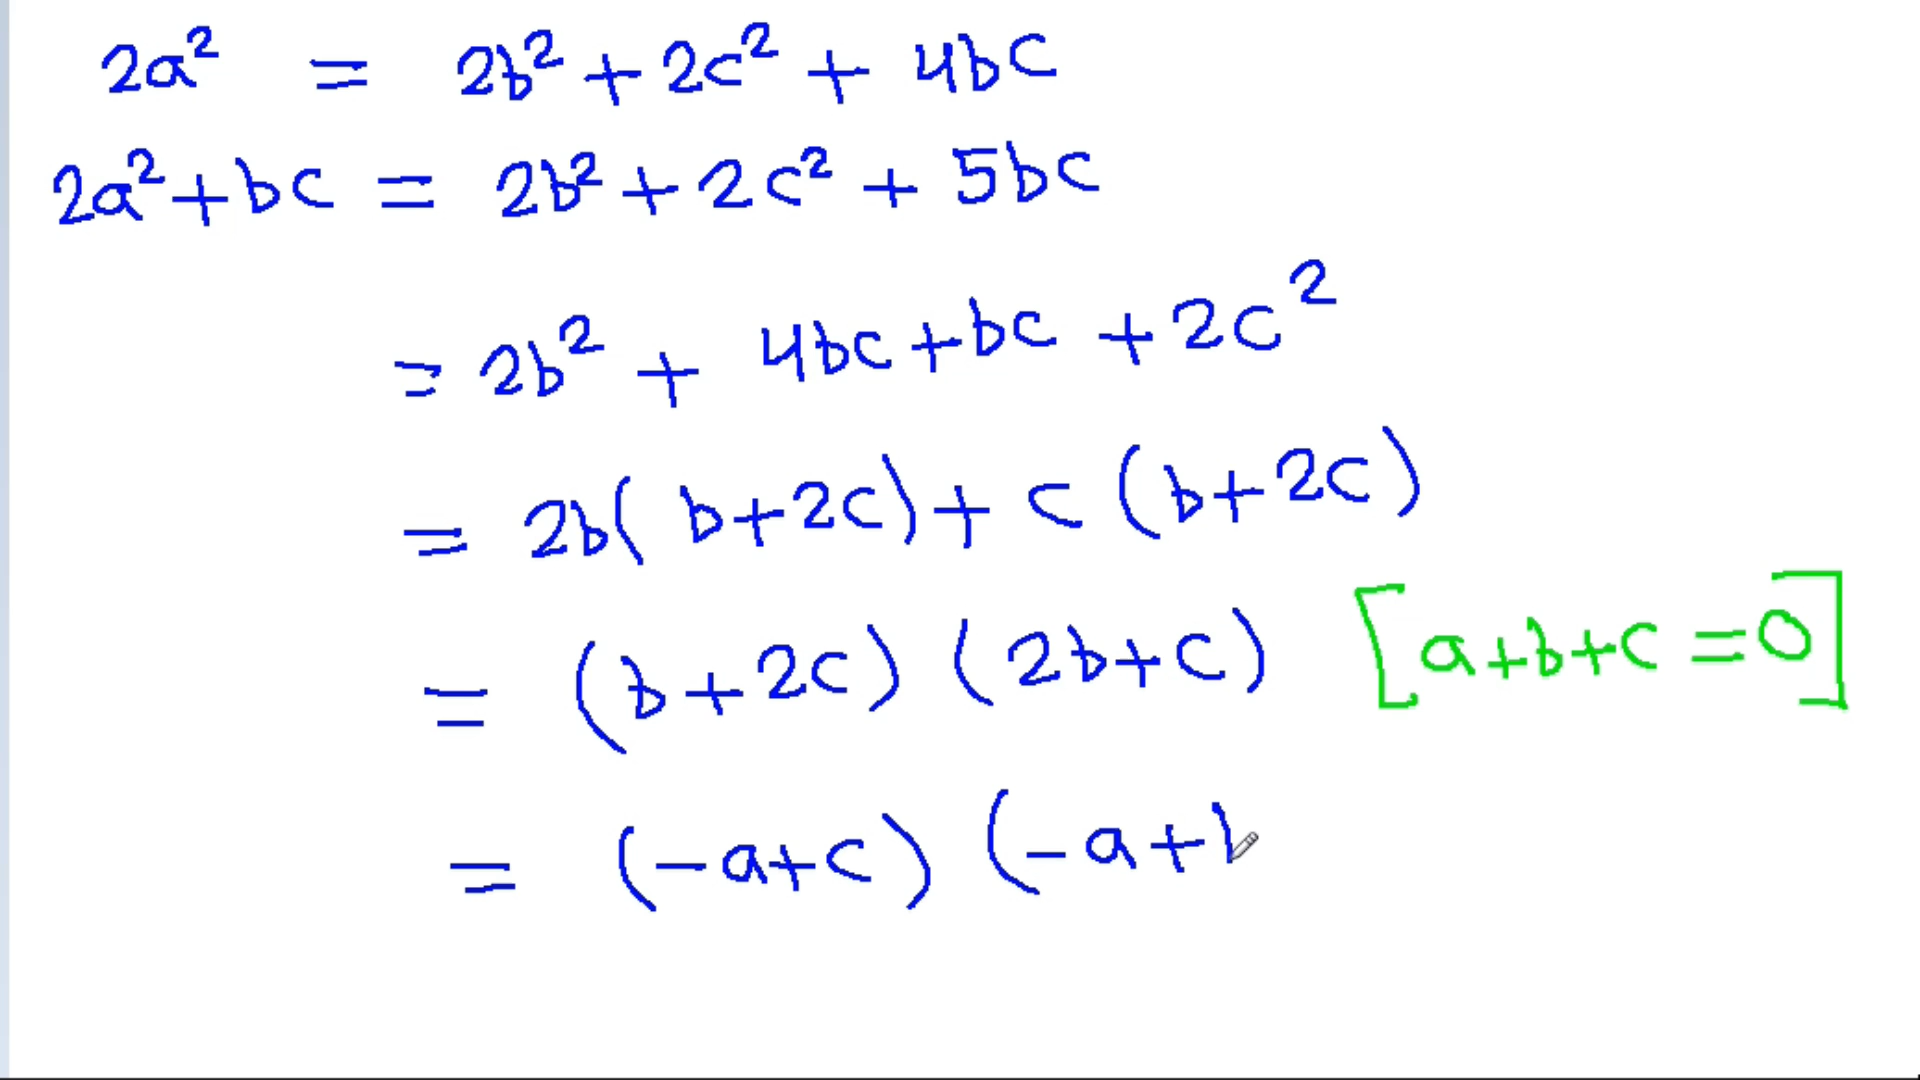 2a² = 2b² + 2c² + 4bc
2a² + bc = 2b² + 2c² + 5bc
= 2b² + 4bc + bc + 2c²
= 2b(b+2c) + c(b+2c)
= (b+2c) (2b+c) [a+b+c=0]
= (-a+c) (-a+